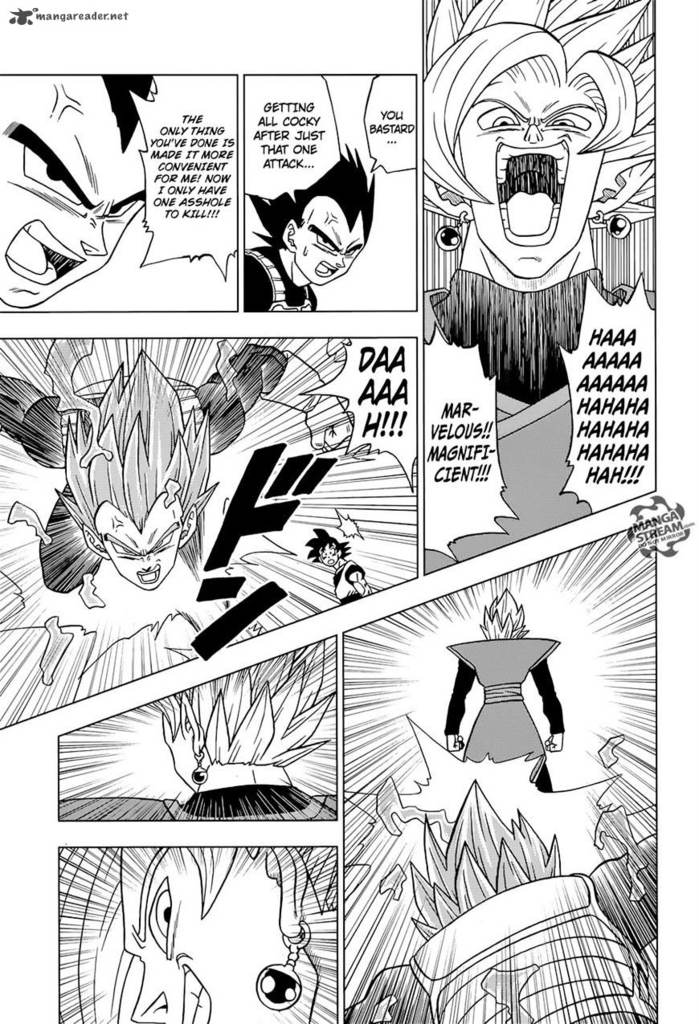 mangareader.net
HAAA
AAAAA
AAAAAA
HAHAHA
HAHAHA
HAHAHA
HAH!!!
MAR-
VELOUS!!
MAGNIFI-
CIENT!!!
YOU
BASTARD
...
GETTING
ALL COCKY
AFTER JUST
THAT ONE
ATTACK...
THE
ONLY THING
YOU'VE DONE IS
MADE IT MORE
CONVENIENT
FOR ME! NOW
I ONLY HAVE
ONE ASSHOLE
TO KILL!!!
DAA
AAA
H!!!
ドン
MANGA
STREAM